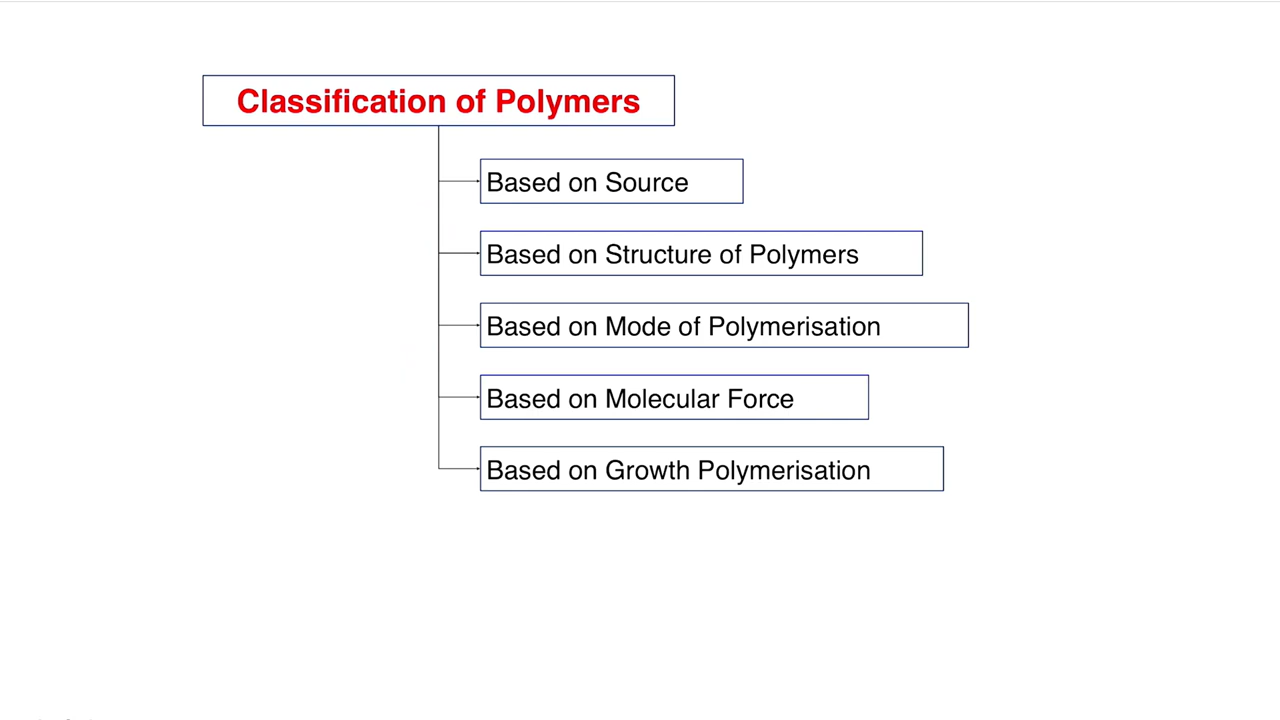 Classification of Polymers
Based on Source
Based on Structure of Polymers
Based on Mode of Polymerisation
Based on Molecular Force
Based on Growth Polymerisation